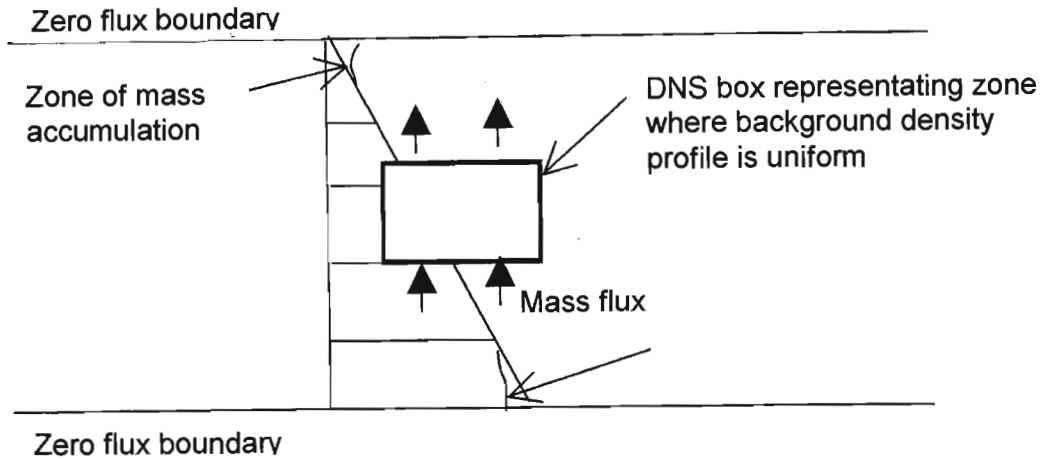 Zero flux boundary
Zone of mass
accumulation
DNS box representating zone
where background density
profile is uniform
Mass flux
Zero flux boundary